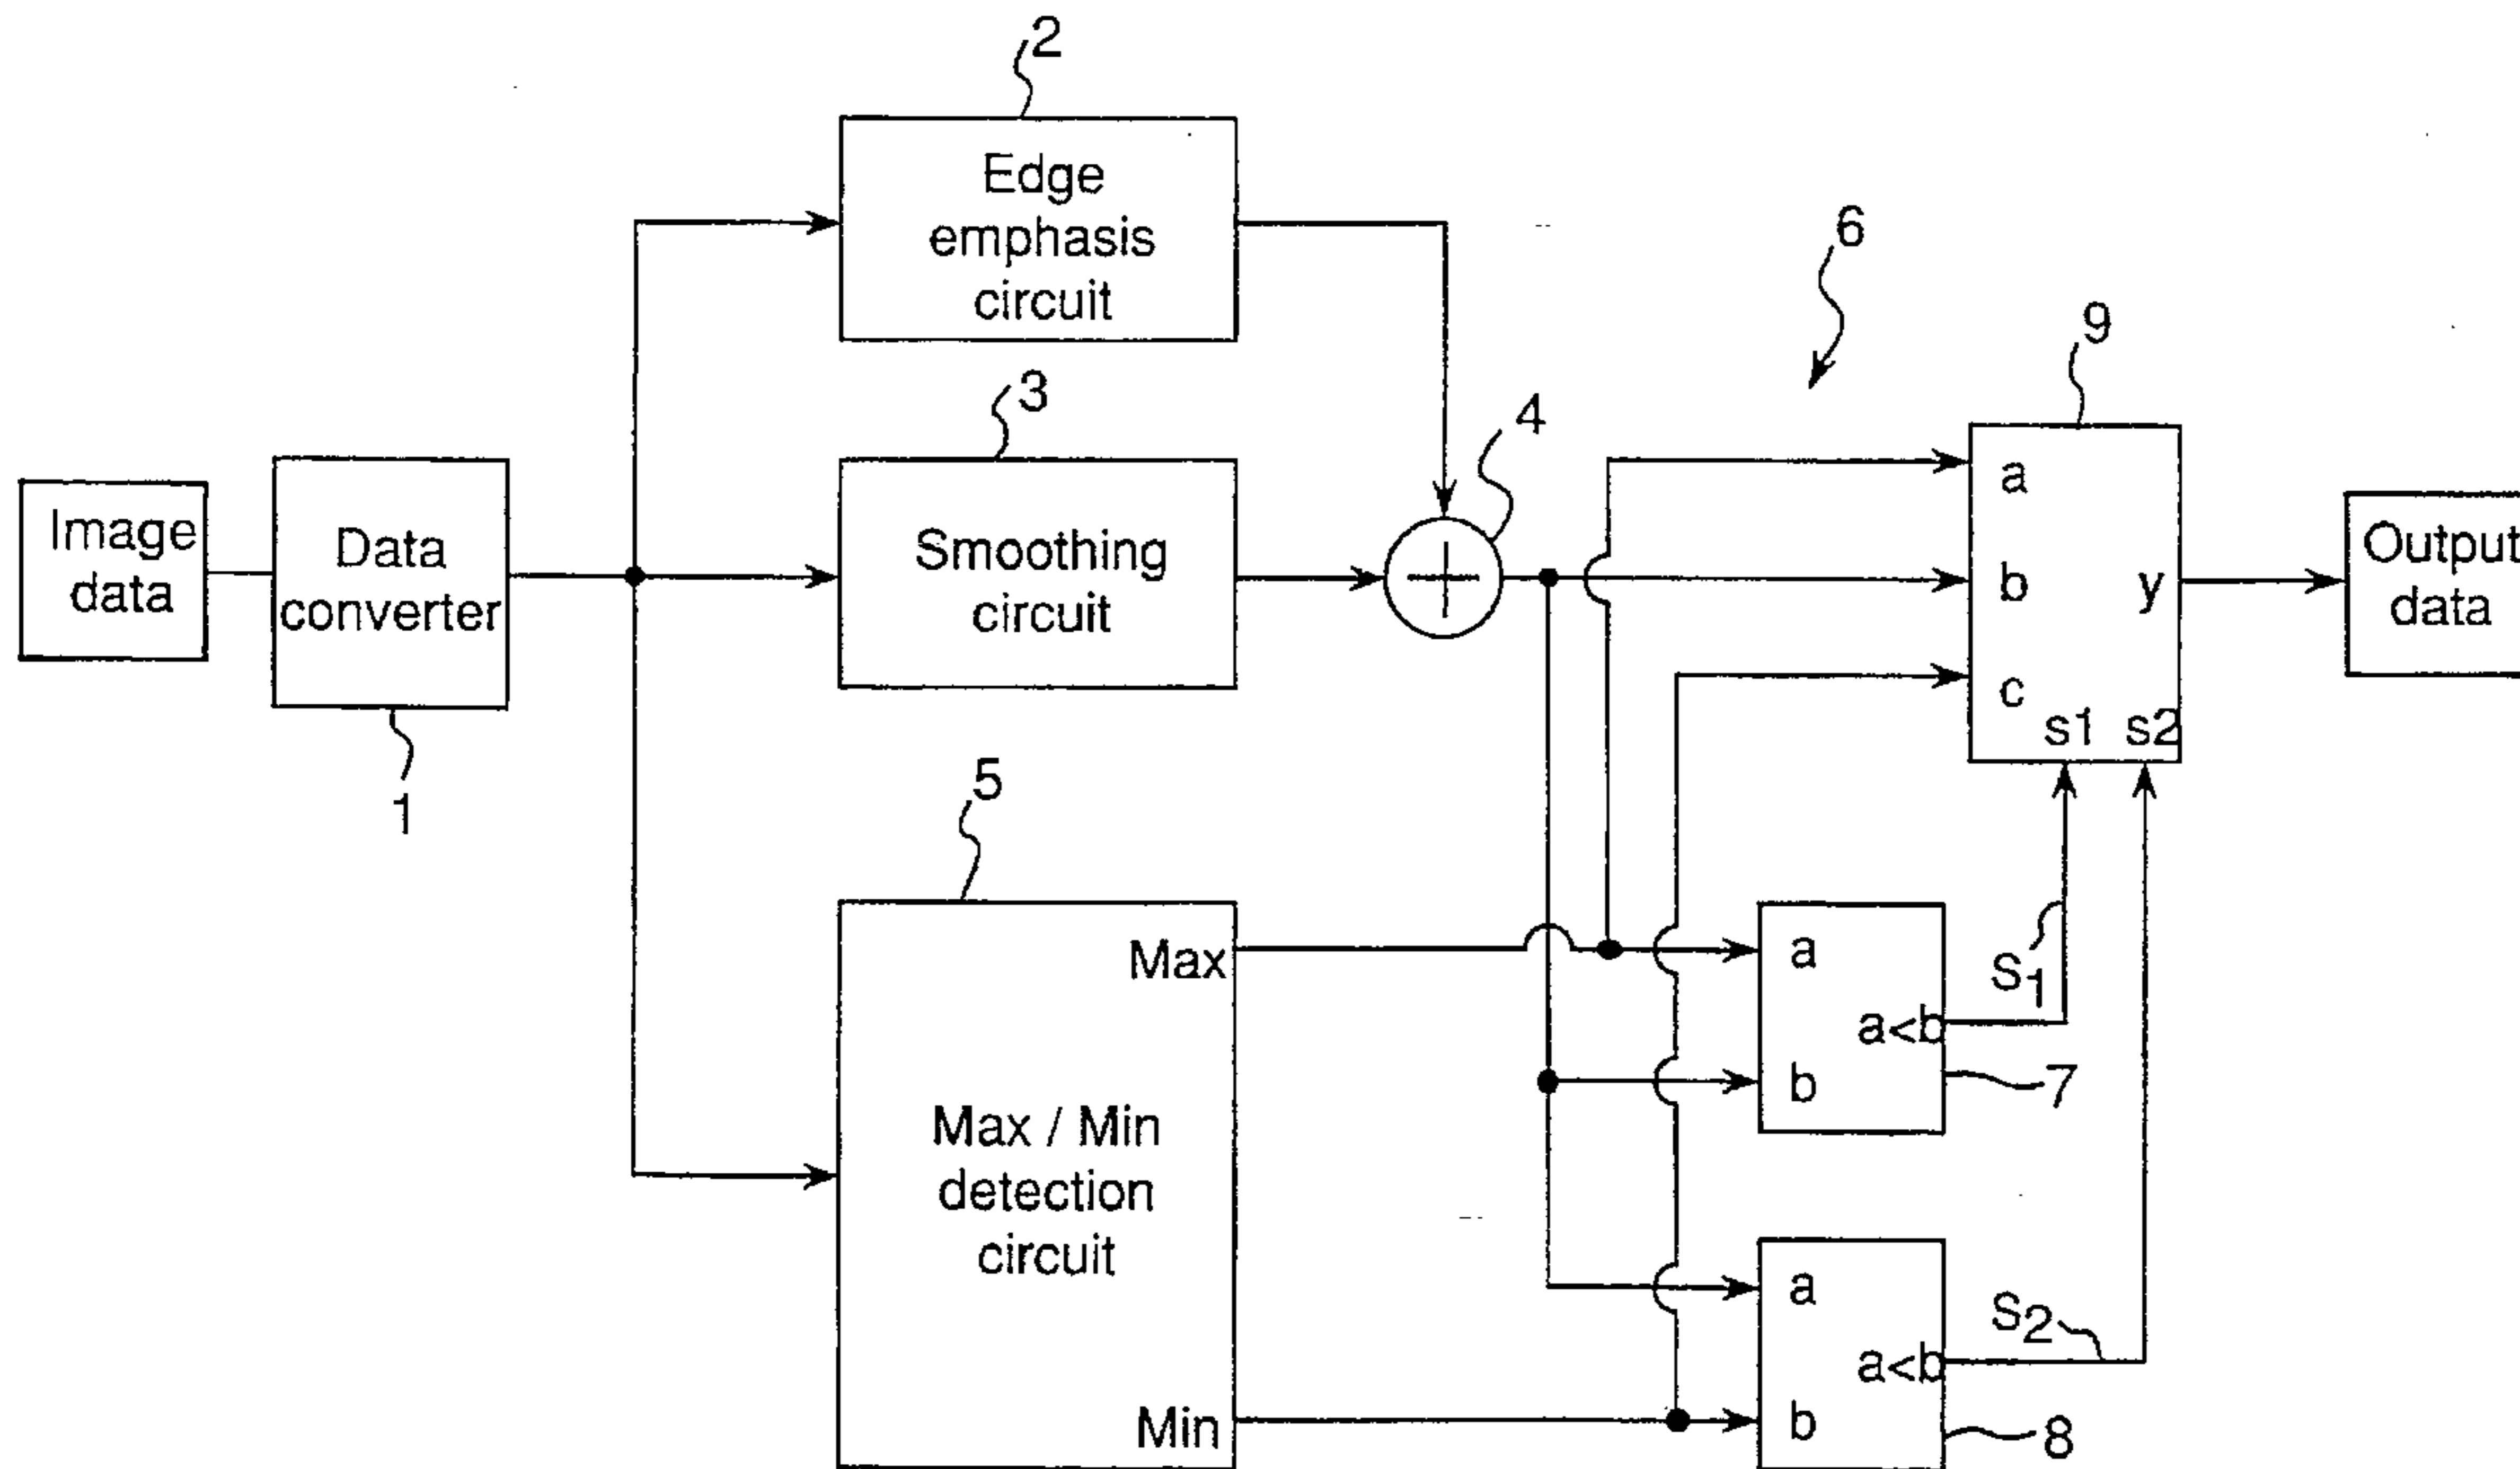 2
Edge
emphasis
circuit
6
9
3
4
Image
data
Data
converter
Smoothing
circuit
a
b
c
y
s1
s2
Output
data
1
5
Max
Max / Min
detection
circuit
Min
a
a<b
b
S1
7
a
a<b
b
S2
8